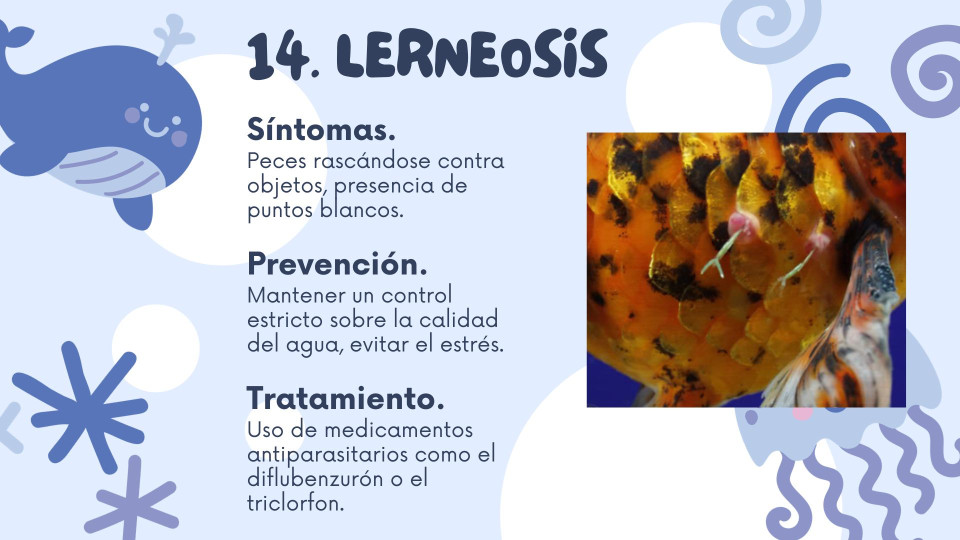 14. LERNEOSIS
Síntomas.
Peces rascándose contra
objetos, presencia de
puntos blancos.
Prevención.
Mantener un control
estricto sobre la calidad
del agua, evitar el estrés.
Tratamiento.
Uso de medicamentos
antiparasitarios como el
diflubenzurón o el
triclorfon.